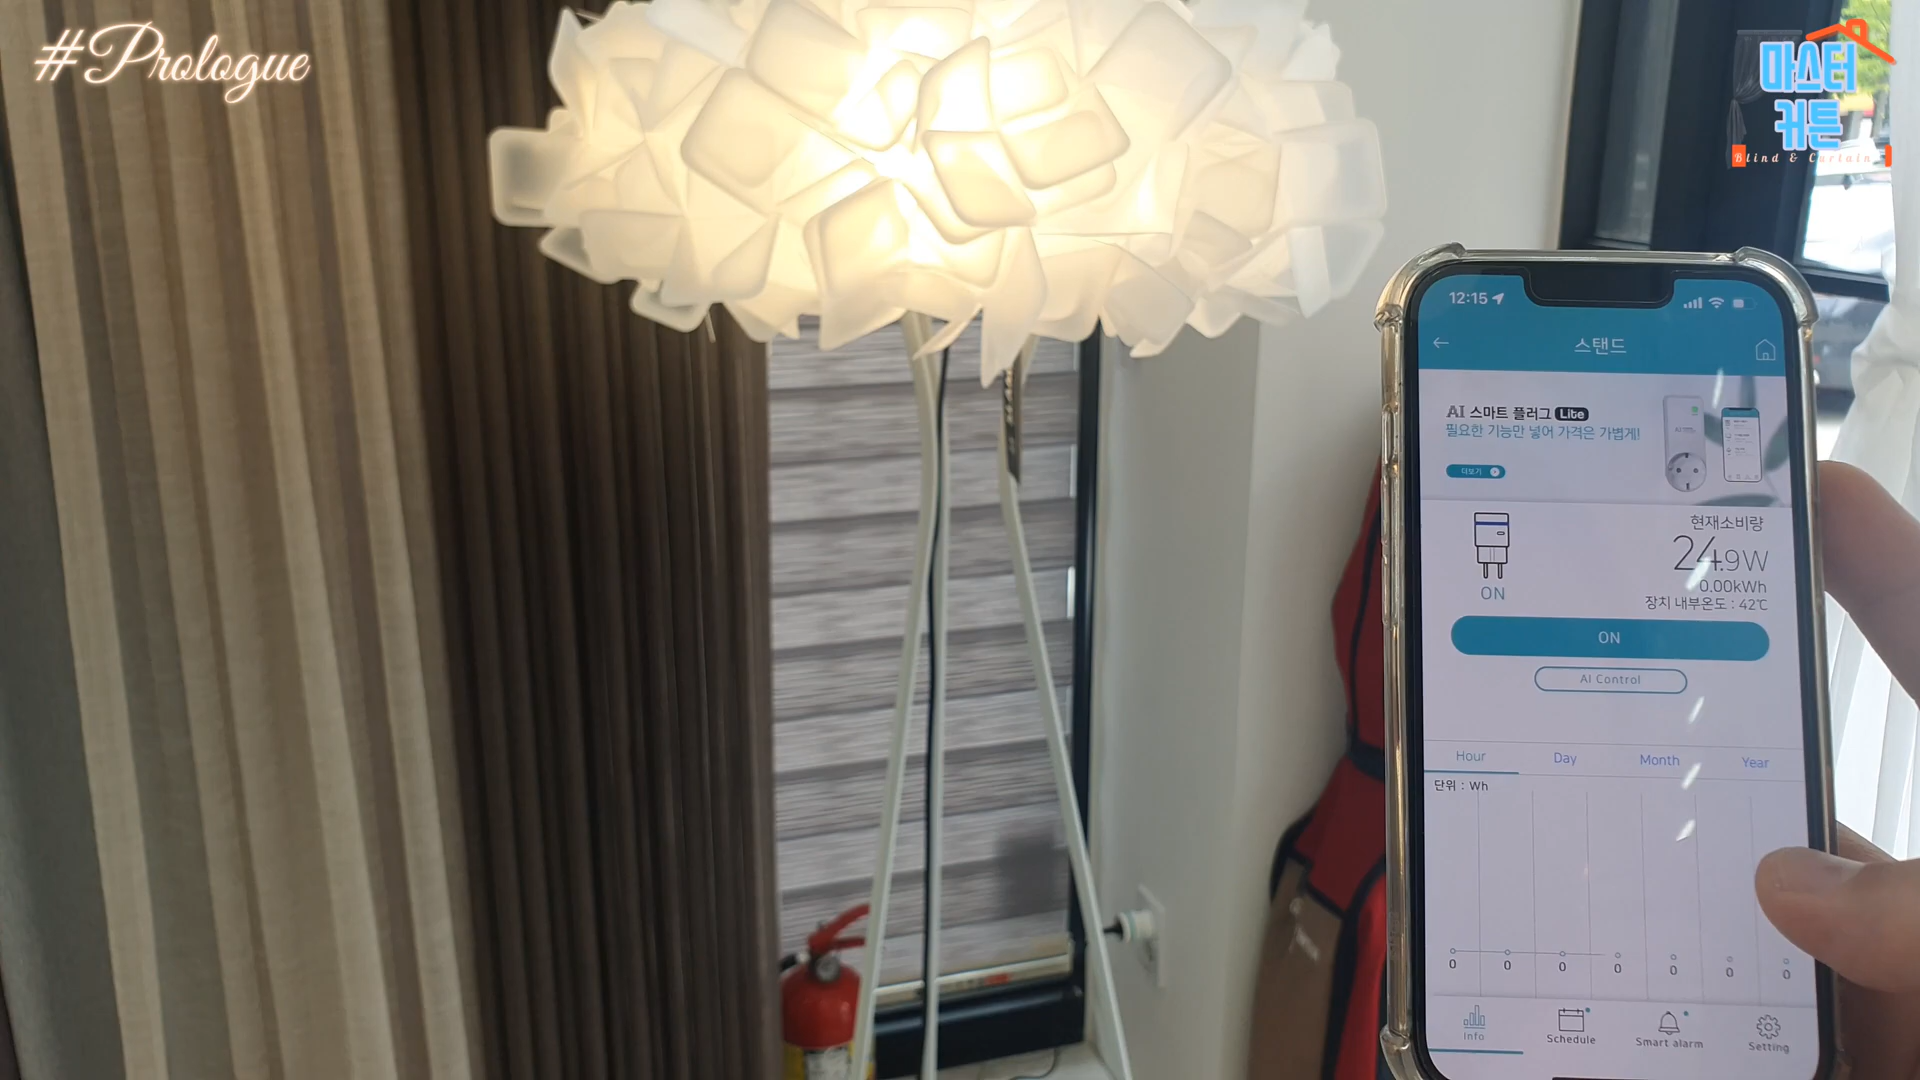 #Prologue
마스터
커튼
Blind & Curtain
12:15
스탠드
AI 스마트 플러그 Lite
필요한 기능만 넣어 가격은 가볍게!
더보기
현재소비량
24.9W
0.00kWh
장치 내부온도 : 42℃
ON
ON
AI Control
Hour Day Month Year
단위 : Wh
0 0 0 0 0 0 0
Info Schedule Smart alarm Setting